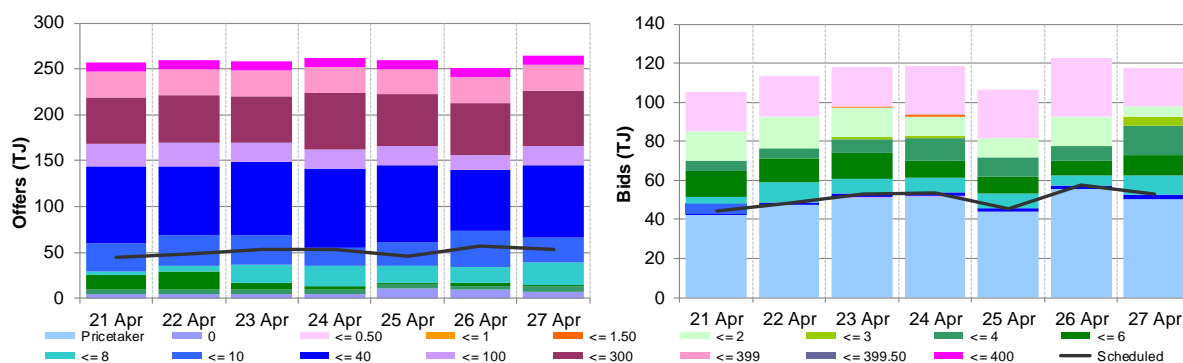 300
250
200
150
100
50
0
Offers (TJ)
21 Apr 22 Apr 23 Apr 24 Apr 25 Apr 26 Apr 27 Apr
140
120
100
80
60
40
20
0
Bids (TJ)
21 Apr 22 Apr 23 Apr 24 Apr 25 Apr 26 Apr 27 Apr
Pricetaker 0 <= 0.50 <= 1 <= 1.50 <= 2 <= 3 <= 4 <= 6
<= 8 <= 10 <= 40 <= 100 <= 300 <= 399 <= 399.50 <= 400 Scheduled